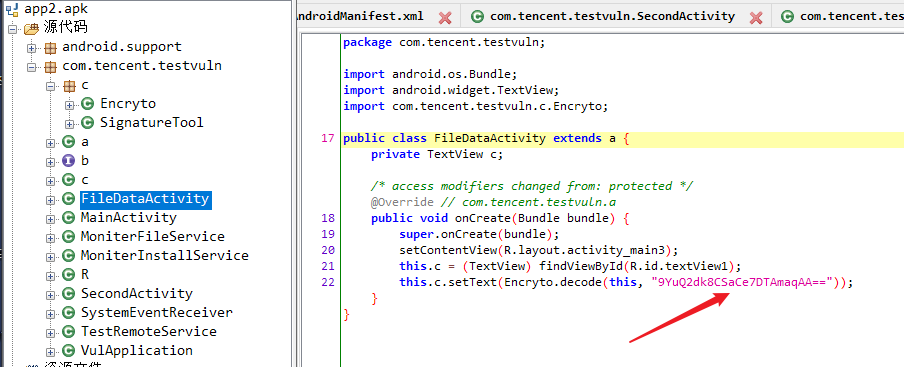 app2.apk
源代码
android.support
com.tencent.testvuln
c
Encryto
SignatureTool
a
b
c
FileDataActivity
MainActivity
MoniterFileService
MoniterInstallService
R
SecondActivity
SystemEventReceiver
TestRemoteService
VulApplication
资源文件
AndroidManifest.xml com.tencent.testvuln.SecondActivity com.tencent.tes
package com.tencent.testvuln;
import android.os.Bundle;
import android.widget.TextView;
import com.tencent.testvuln.c.Encryto;
17 public class FileDataActivity extends a {
private TextView c;
/* access modifiers changed from: protected */
@Override // com.tencent.testvuln.a
18 public void onCreate(Bundle bundle) {
19 super.onCreate(bundle);
20 setContentView(R.layout.activity_main3);
21 this.c = (TextView) findViewById(R.id.textView1);
22 this.c.setText(Encryto.decode(this, "9YuQ2dk8CSaCe7DTAmaqAA=="));
}
}